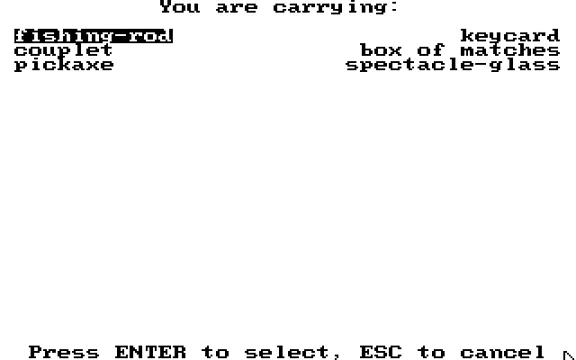 You are carrying:
fishing-rod keycard
couplet box of matches
pickaxe spectacle-glass
Press ENTER to select, ESC to cancel